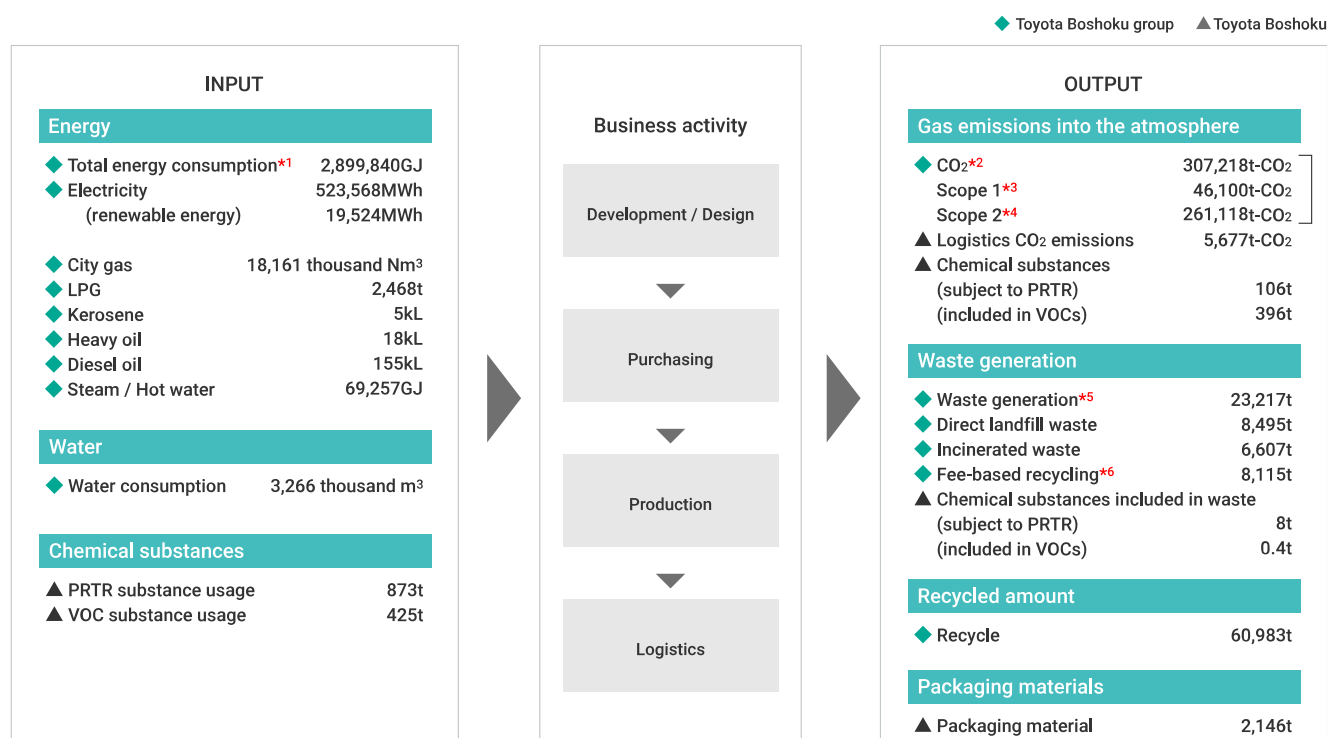 ◆ Toyota Boshoku group ▲ Toyota Boshoku
INPUT
Energy
◆ Total energy consumption*1 2,899,840GJ
◆ Electricity 523,568MWh
(renewable energy) 19,524MWh
◆ City gas 18,161 thousand Nm3
◆ LPG 2,468t
◆ Kerosene 5kL
◆ Heavy oil 18kL
◆ Diesel oil 155kL
◆ Steam / Hot water 69,257GJ
Water
◆ Water consumption 3,266 thousand m3
Chemical substances
▲ PRTR substance usage 873t
▲ VOC substance usage 425t
Business activity
Development / Design
Purchasing
Production
Logistics
OUTPUT
Gas emissions into the atmosphere
◆ CO2*2 307,218t-CO2
Scope 1*3 46,100t-CO2
Scope 2*4 261,118t-CO2
▲ Logistics CO2 emissions 5,677t-CO2
▲ Chemical substances
(subject to PRTR) 106t
(included in VOCs) 396t
Waste generation
◆ Waste generation*5 23,217t
◆ Direct landfill waste 8,495t
◆ Incinerated waste 6,607t
◆ Fee-based recycling*6 8,115t
▲ Chemical substances included in waste
(subject to PRTR) 8t
(included in VOCs) 0.4t
Recycled amount
◆ Recycle 60,983t
Packaging materials
▲ Packaging material 2,146t